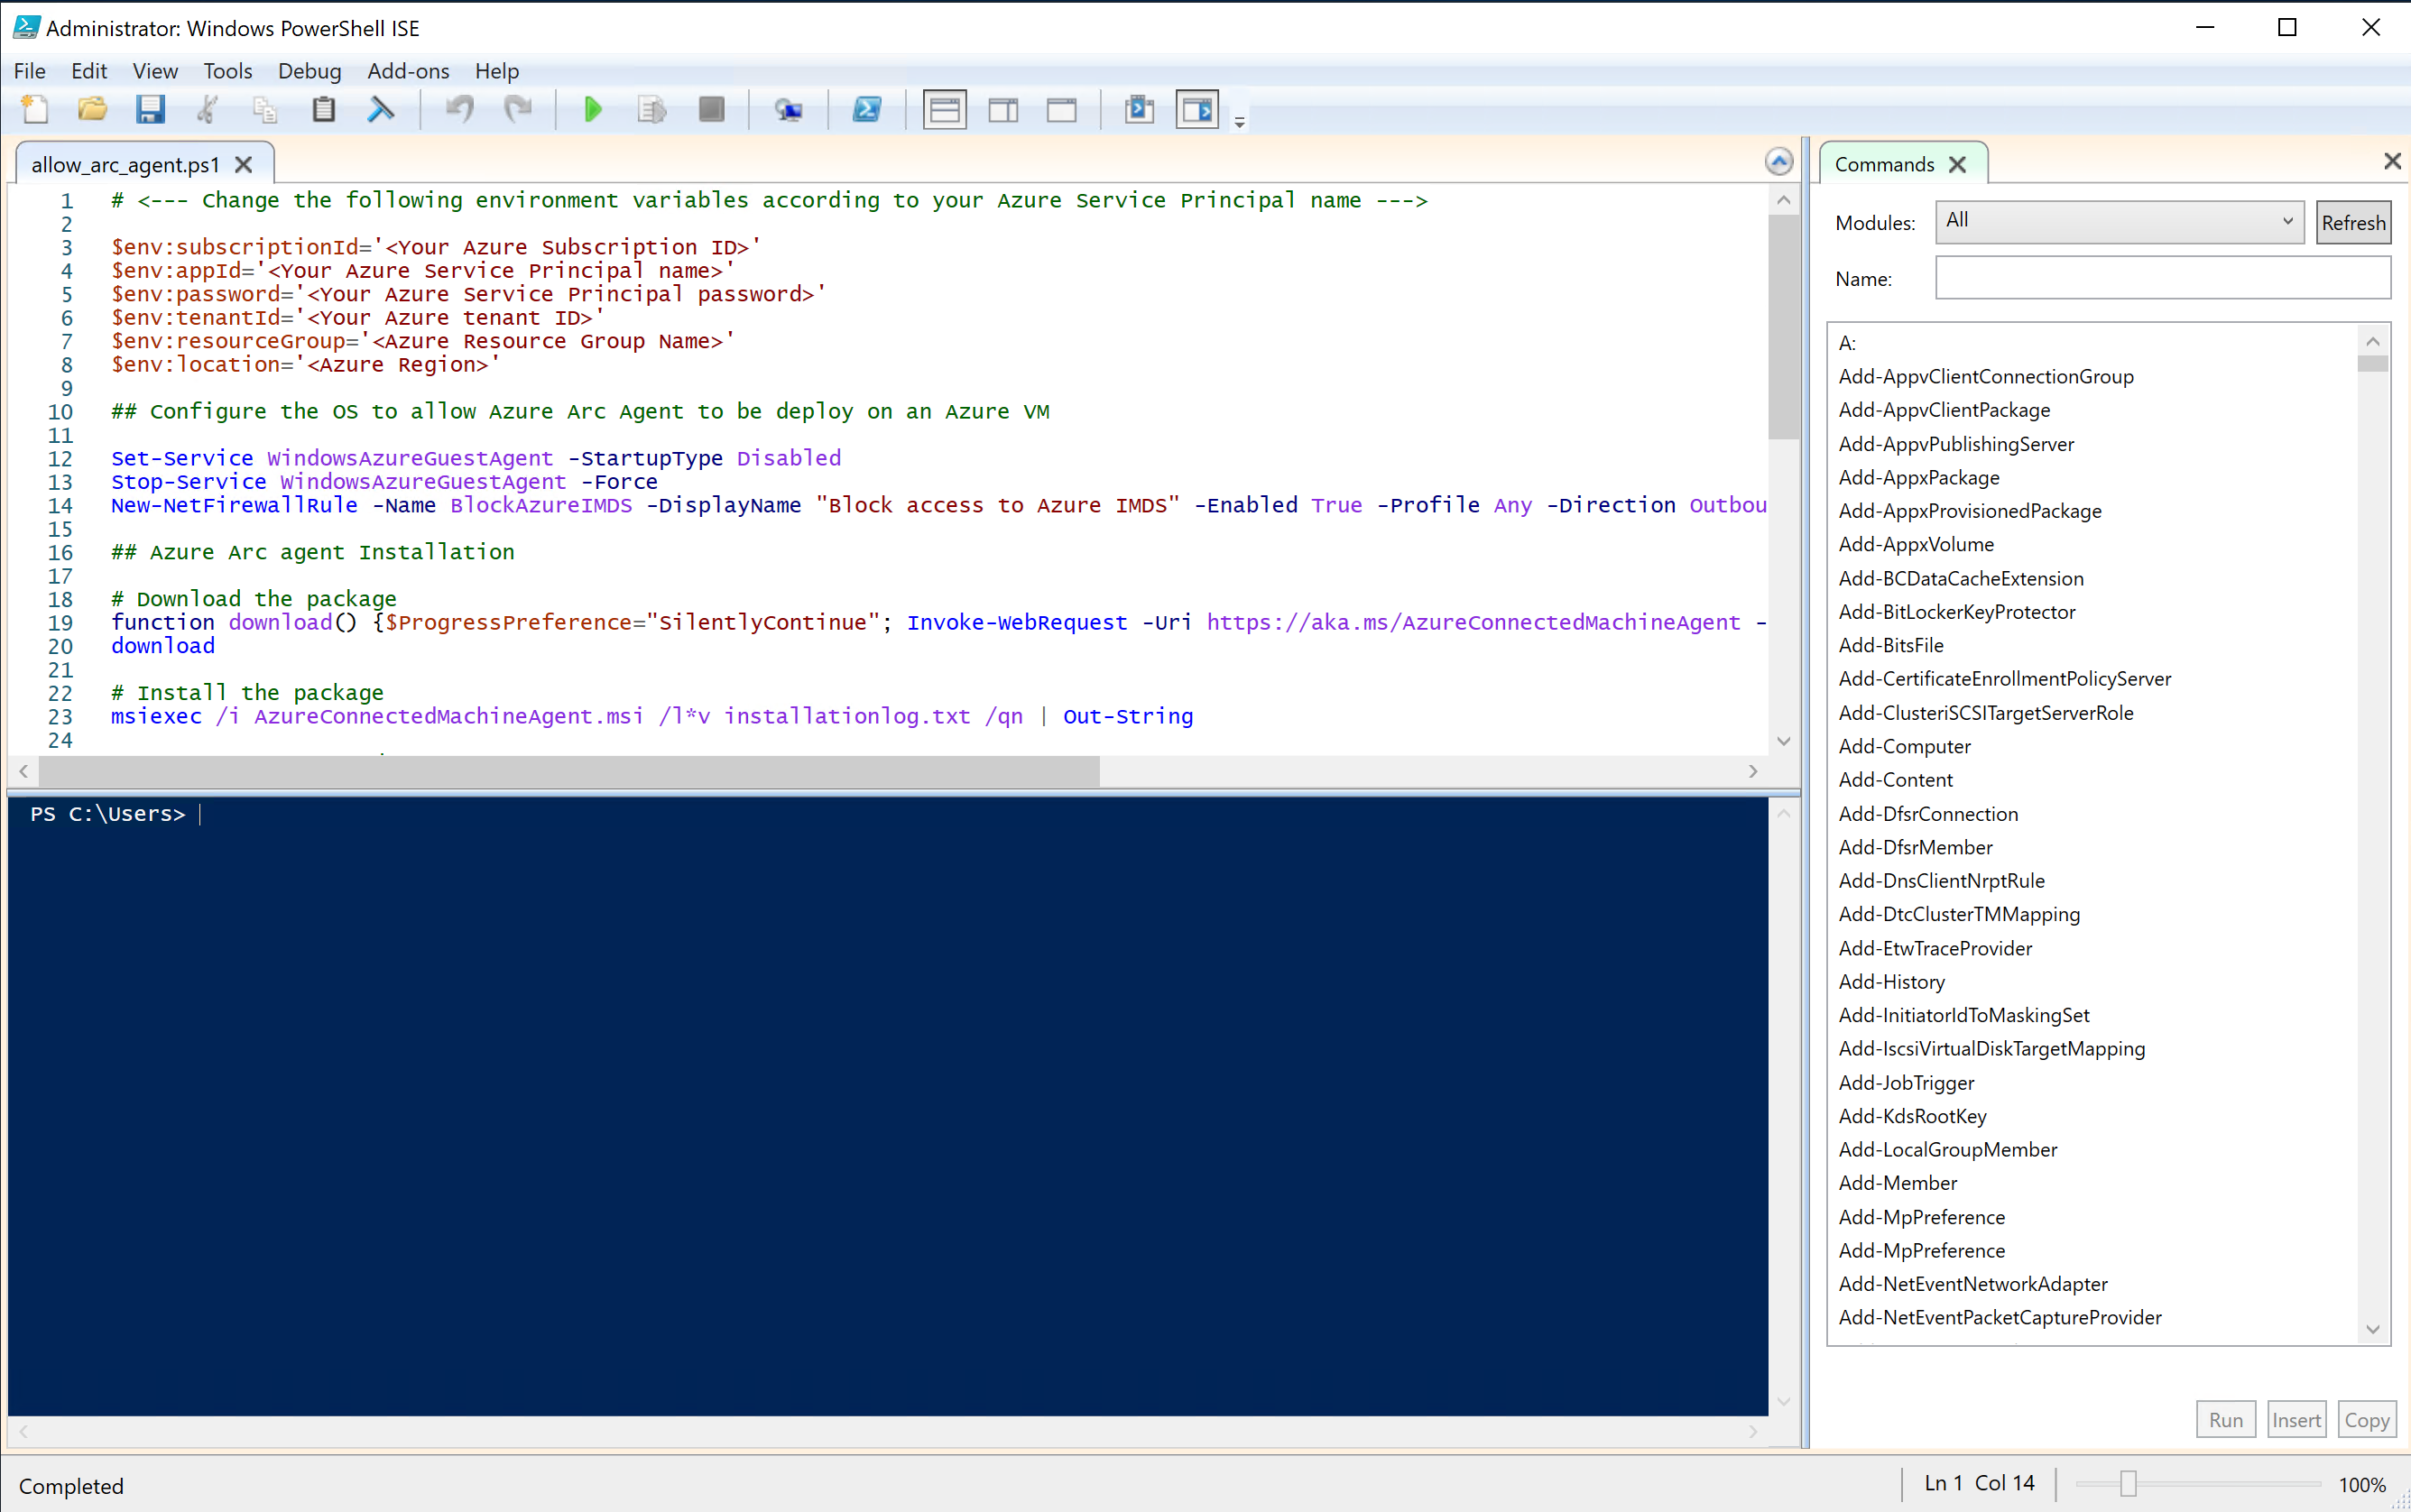 Administrator: Windows PowerShell ISE
File Edit View Tools Debug Add-ons Help
allow_arc_agent.ps1
1 # <--- Change the following environment variables according to your Azure Service Principal name --->
2
3 $env:subscriptionId='<Your Azure Subscription ID>'
4 $env:appId='<Your Azure Service Principal name>'
5 $env:password='<Your Azure Service Principal password>'
6 $env:tenantId='<Your Azure tenant ID>'
7 $env:resourceGroup='<Azure Resource Group Name>'
8 $env:location='<Azure Region>'
9
10 ## Configure the OS to allow Azure Arc Agent to be deploy on an Azure VM
11
12 Set-Service WindowsAzureGuestAgent -StartupType Disabled
13 Stop-Service WindowsAzureGuestAgent -Force
14 New-NetFirewallRule -Name BlockAzureIMDS -DisplayName "Block access to Azure IMDS" -Enabled True -Profile Any -Direction Outbou
15
16 ## Azure Arc agent Installation
17
18 # Download the package
19 function download() {$ProgressPreference="SilentlyContinue"; Invoke-WebRequest -Uri https://aka.ms/AzureConnectedMachineAgent -
20 download
21
22 # Install the package
23 msiexec /i AzureConnectedMachineAgent.msi /l*v installationlog.txt /qn | Out-String
24
PS C:\Users>
Commands
Modules: All Refresh
Name:
A:
Add-AppvClientConnectionGroup
Add-AppvClientPackage
Add-AppvPublishingServer
Add-AppxPackage
Add-AppxProvisionedPackage
Add-AppxVolume
Add-BCDataCacheExtension
Add-BitLockerKeyProtector
Add-BitsFile
Add-CertificateEnrollmentPolicyServer
Add-ClusteriSCSITargetServerRole
Add-Computer
Add-Content
Add-DfsrConnection
Add-DfsrMember
Add-DnsClientNrptRule
Add-DtcClusterTMMapping
Add-EtwTraceProvider
Add-History
Add-InitiatorIdToMaskingSet
Add-IscsiVirtualDiskTargetMapping
Add-JobTrigger
Add-KdsRootKey
Add-LocalGroupMember
Add-Member
Add-MpPreference
Add-MpPreference
Add-NetEventNetworkAdapter
Add-NetEventPacketCaptureProvider
Run Insert Copy
Completed
Ln 1 Col 14
100%